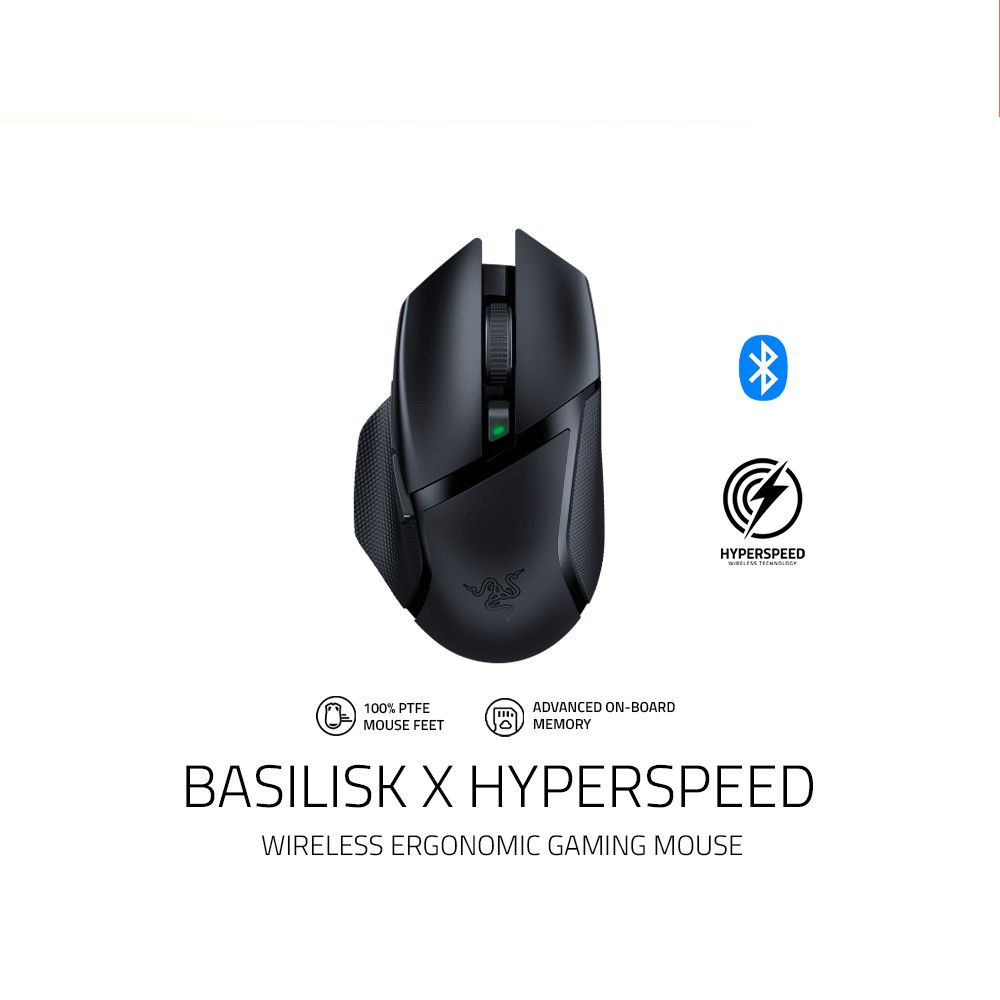 HYPERSPEED
WIRELESS TECHNOLOGY
100% PTFE
MOUSE FEET
ADVANCED ON-BOARD
MEMORY
BASILISK X HYPERSPEED
WIRELESS ERGONOMIC GAMING MOUSE